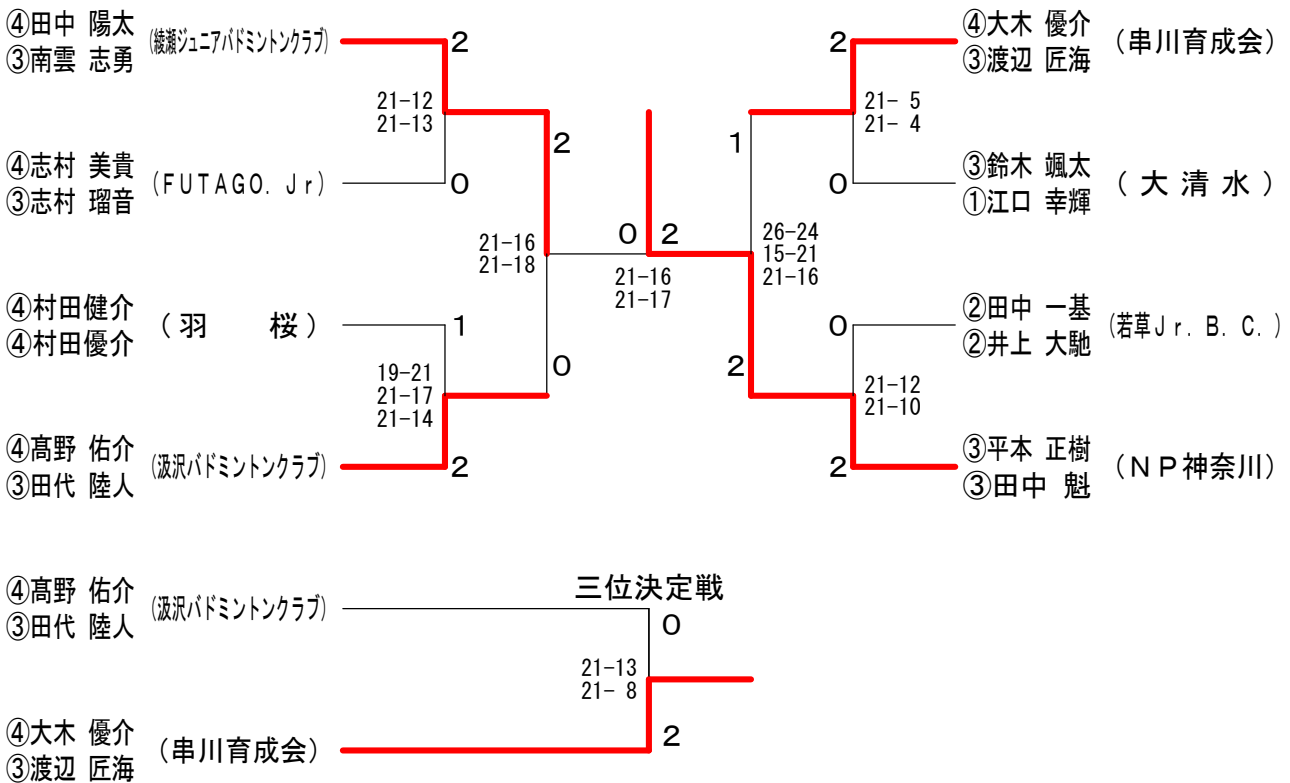 ④田中 陽太
③南雲 志勇
(綾瀬ジュニアバドミントンクラブ)
2
21-12
21-13
④志村 美貴
③志村 瑠音
(FUTAGO. Jr)
0
2
21-16
21-18
④村田健介
④村田優介
(羽　　桜)
1
19-21
21-17
21-14
0
④髙野 佑介
③田代 陸人
(汲沢バドミントンクラブ)
2
0
2
21-16
21-17
2
④大木 優介
③渡辺 匠海
(串川育成会)
21- 5
21- 4
1
0
③鈴木 颯太
①江口 幸輝
(大 清 水)
26-24
15-21
21-16
0
②田中 一基
②井上 大馳
(若草Jr. B. C. )
2
21-12
21-10
2
③平本 正樹
③田中 魁
(NP神奈川)
三位決定戦
④髙野 佑介
③田代 陸人
(汲沢バドミントンクラブ)
0
21-13
21- 8
④大木 優介
③渡辺 匠海
(串川育成会)
2